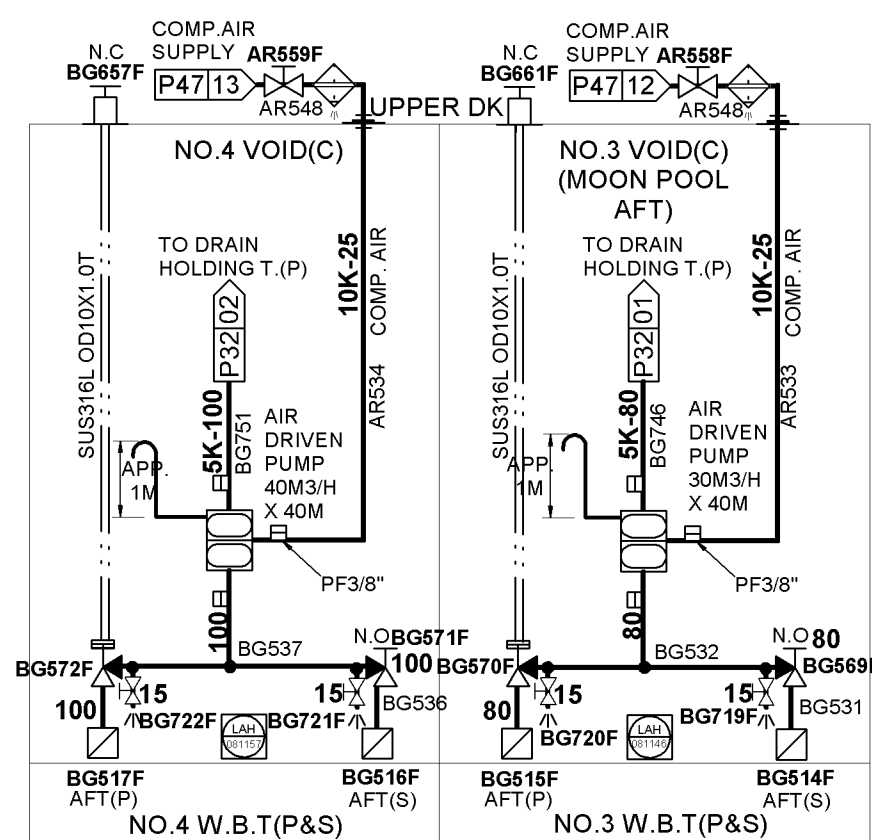 COMP.AIR
SUPPLY
AR559F
N.C
BG657F
P47 13
AR548
UPPER DK
NO.4 VOID(C)
TO DRAIN
HOLDING T.(P)
P32 02
10K-25
COMP. AIR
SUS316L OD10X1.0T
5K-100
BG751
AR534
AIR
DRIVEN
PUMP
40M3/H
X 40M
APP.
1M
PF3/8"
100
BG537
N.O
BG571F
BG572F
100
15
15
100
BG722F
BG721F
BG536
LAH
081157
BG517F
AFT(P)
BG516F
AFT(S)
NO.4 W.B.T(P&S)
COMP.AIR
SUPPLY
AR558F
N.C
BG661F
P47 12
AR548
NO.3 VOID(C)
(MOON POOL
AFT)
TO DRAIN
HOLDING T.(P)
P32 01
10K-25
COMP. AIR
SUS316L OD10X1.0T
5K-80
BG746
AR533
AIR
DRIVEN
PUMP
30M3/H
X 40M
APP.
1M
PF3/8"
80
BG532
N.O
80
BG570F
BG569F
15
15
80
BG720F
BG719F
BG531
LAH
081146
BG515F
AFT(P)
BG514F
AFT(S)
NO.3 W.B.T(P&S)